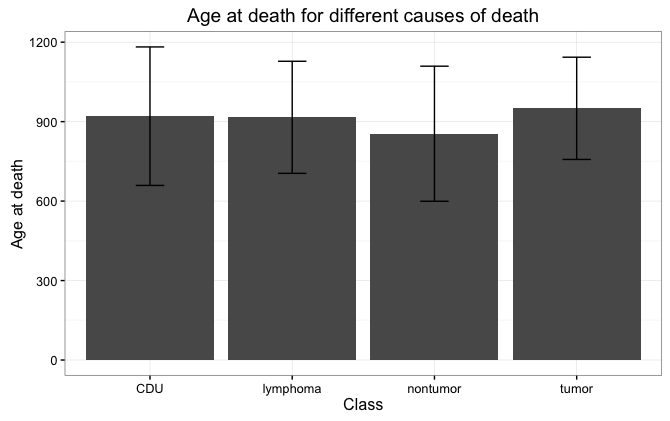 Age at death for different causes of death
1200
900
600
300
0
Age at death
CDU lymphoma nontumor tumor
Class